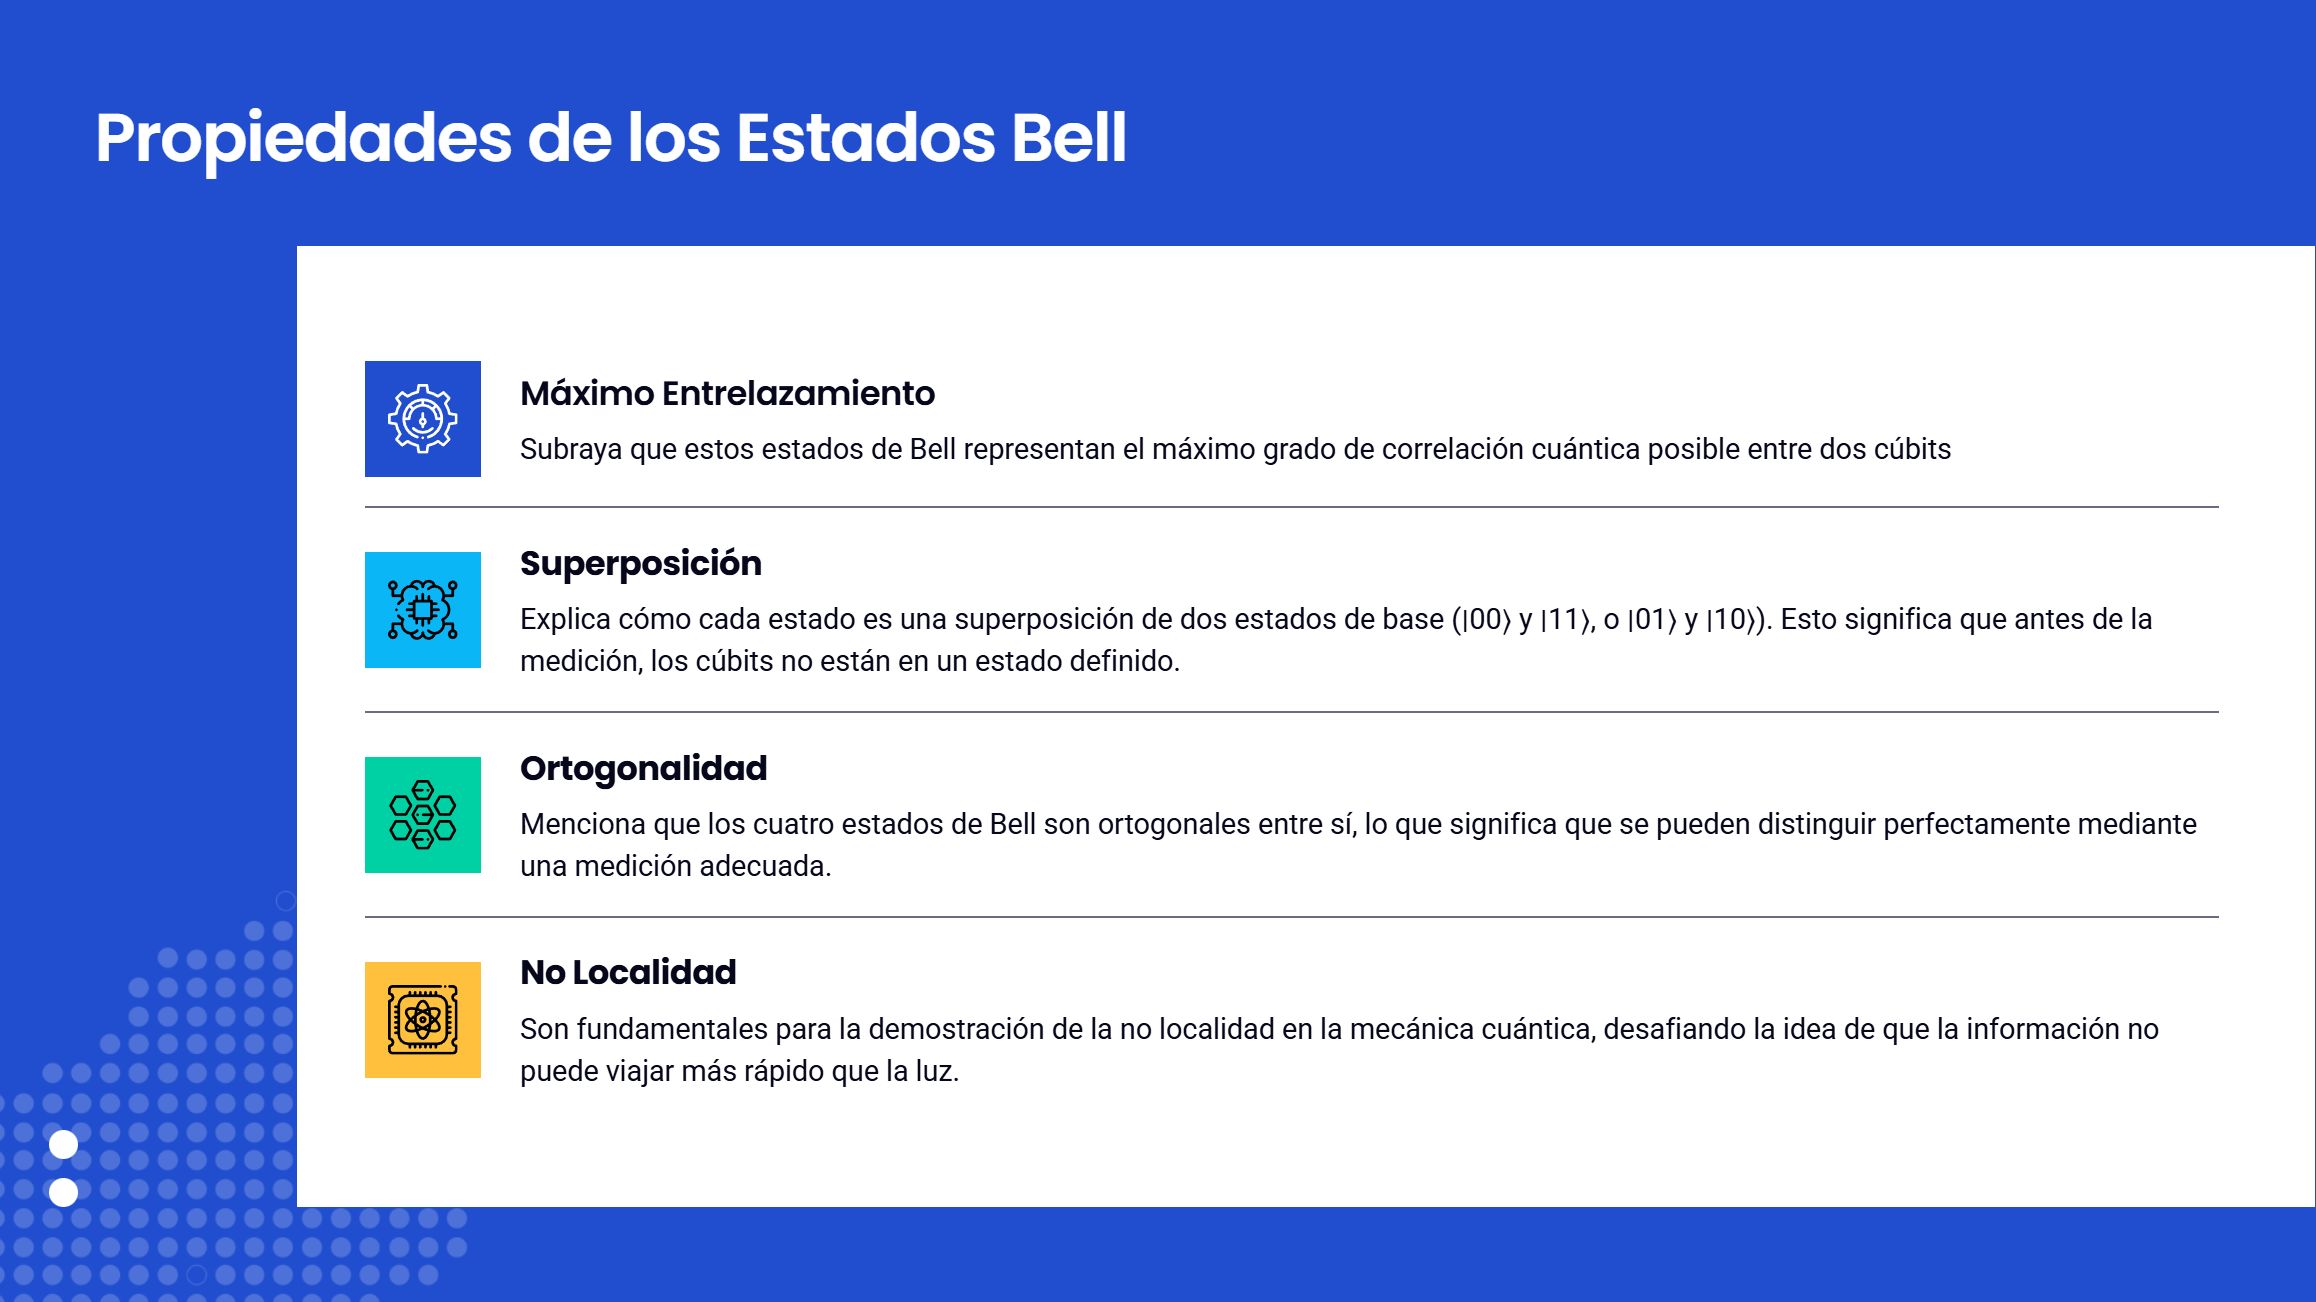 Propiedades de los Estados Bell
Máximo Entrelazamiento
Subraya que estos estados de Bell representan el máximo grado de correlación cuántica posible entre dos cúbits
Superposición
Explica cómo cada estado es una superposición de dos estados de base (|00⟩ y |11⟩, o |01⟩ y |10⟩). Esto significa que antes de la
medición, los cúbits no están en un estado definido.
Ortogonalidad
Menciona que los cuatro estados de Bell son ortogonales entre sí, lo que significa que se pueden distinguir perfectamente mediante
una medición adecuada.
No Localidad
Son fundamentales para la demostración de la no localidad en la mecánica cuántica, desafiando la idea de que la información no
puede viajar más rápido que la luz.